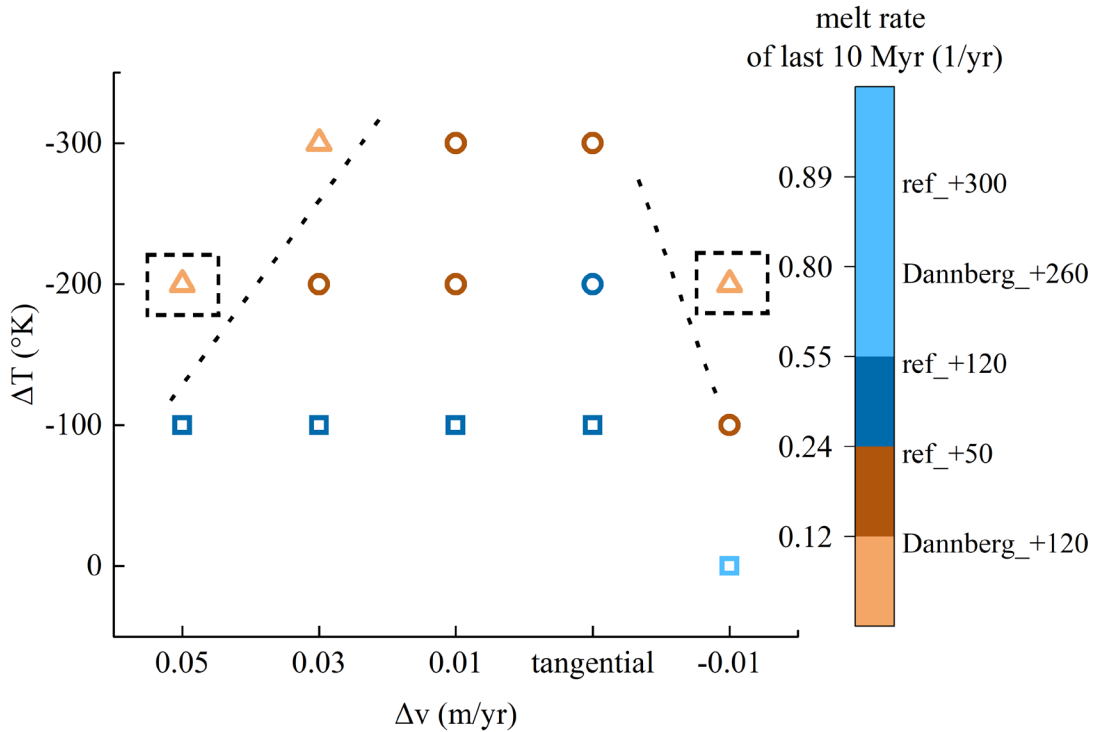 melt rate
of last 10 Myr (1/yr)
-300
-200
-100
0
ΔT (°K)
0.05
0.03
0.01
tangential
-0.01
Δv (m/yr)
0.89
ref_+300
0.80
Dannberg_+260
0.55
ref_+120
0.24
ref_+50
0.12
Dannberg_+120